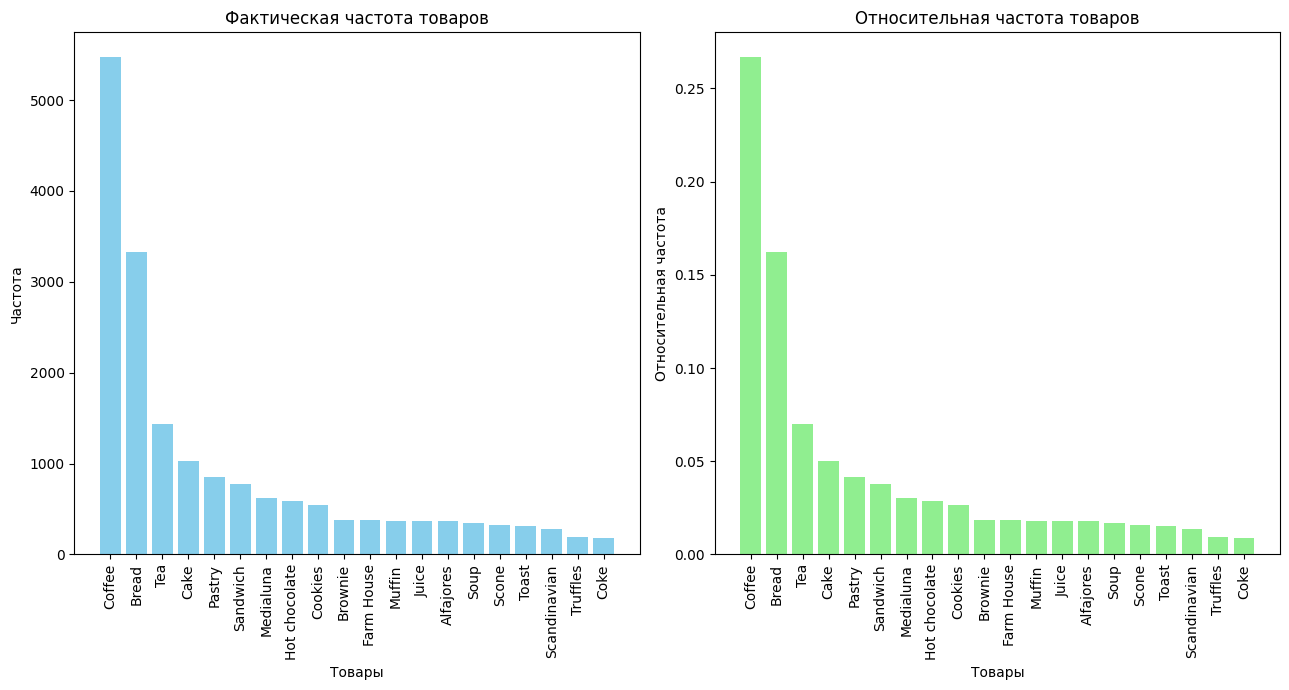 Фактическая частота товаров
Частота
5000
4000
3000
2000
1000
0
Coffee
Bread
Tea
Cake
Pastry
Sandwich
Medialuna
Hot chocolate
Cookies
Brownie
Farm House
Muffin
Juice
Alfajores
Soup
Scone
Toast
Scandinavian
Truffles
Coke
Товары
Относительная частота товаров
Относительная частота
0.25
0.20
0.15
0.10
0.05
0.00
Coffee
Bread
Tea
Cake
Pastry
Sandwich
Medialuna
Hot chocolate
Cookies
Brownie
Farm House
Muffin
Juice
Alfajores
Soup
Scone
Toast
Scandinavian
Truffles
Coke
Товары